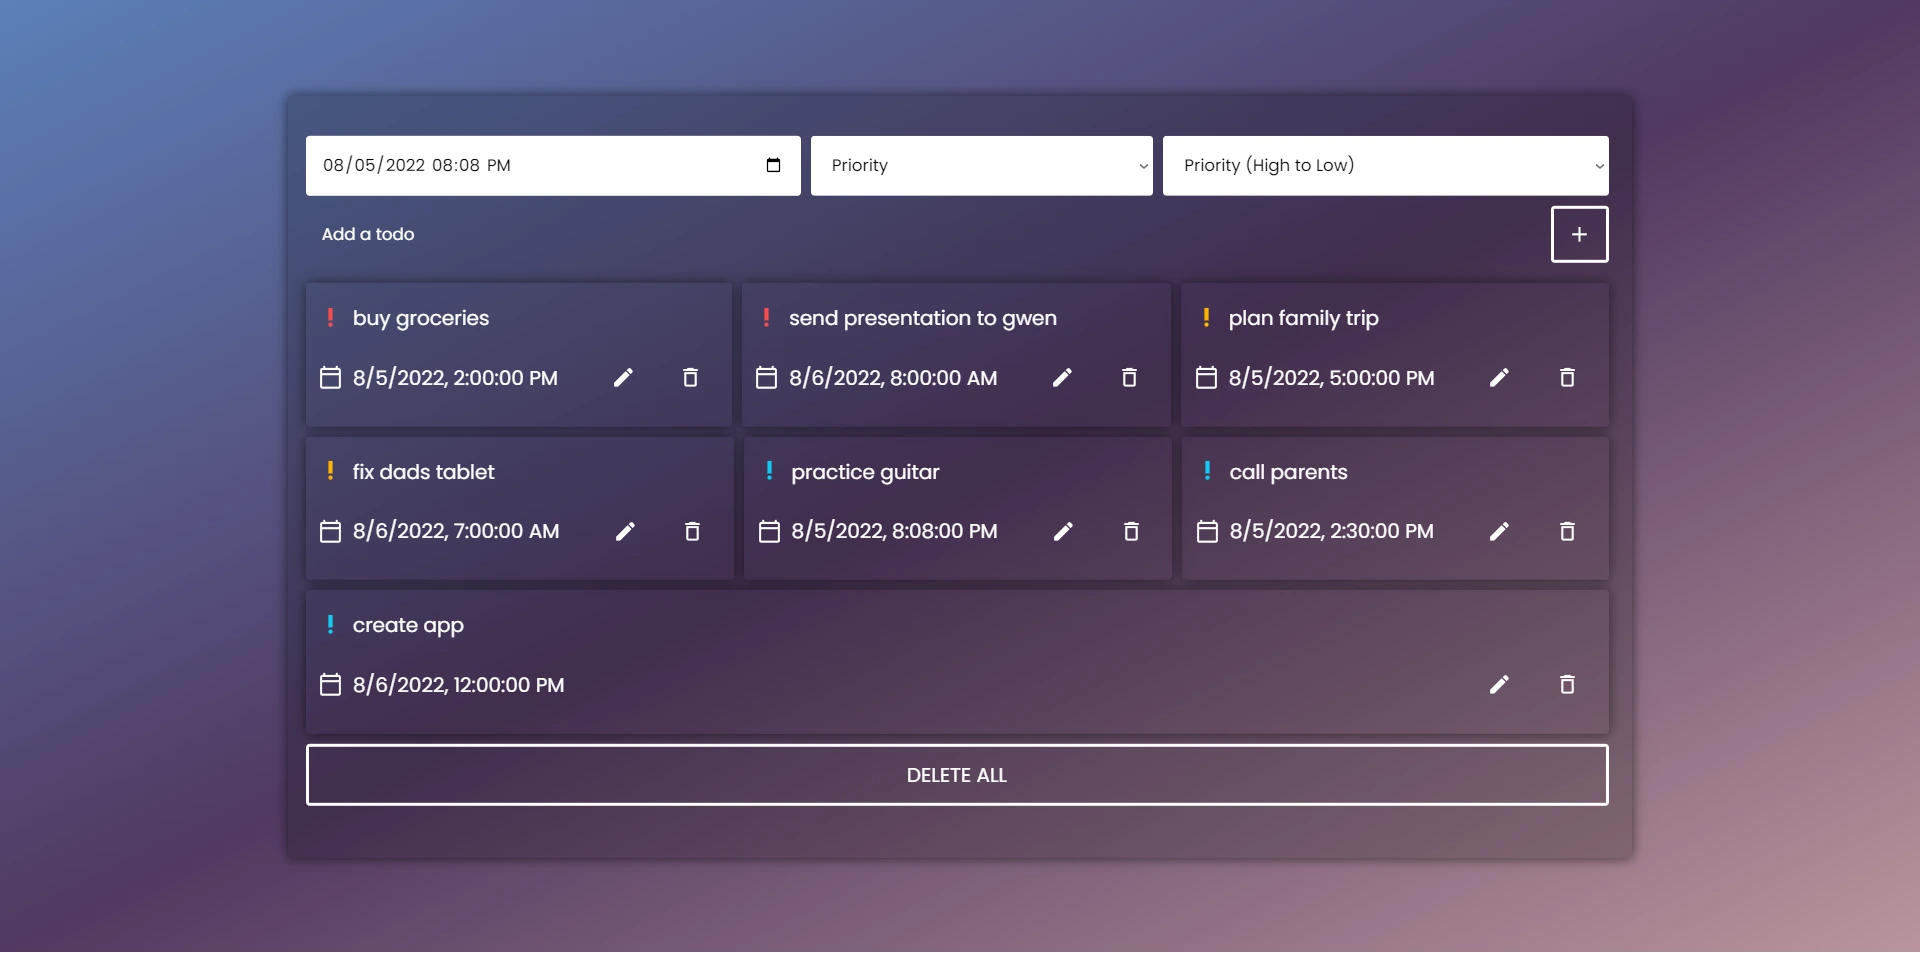 08/05/2022 08:08 PM
Priority
Priority (High to Low)
Add a todo
+
! buy groceries
8/5/2022, 2:00:00 PM
! send presentation to gwen
8/6/2022, 8:00:00 AM
! plan family trip
8/5/2022, 5:00:00 PM
! fix dads tablet
8/6/2022, 7:00:00 AM
! practice guitar
8/5/2022, 8:08:00 PM
! call parents
8/5/2022, 2:30:00 PM
! create app
8/6/2022, 12:00:00 PM
DELETE ALL